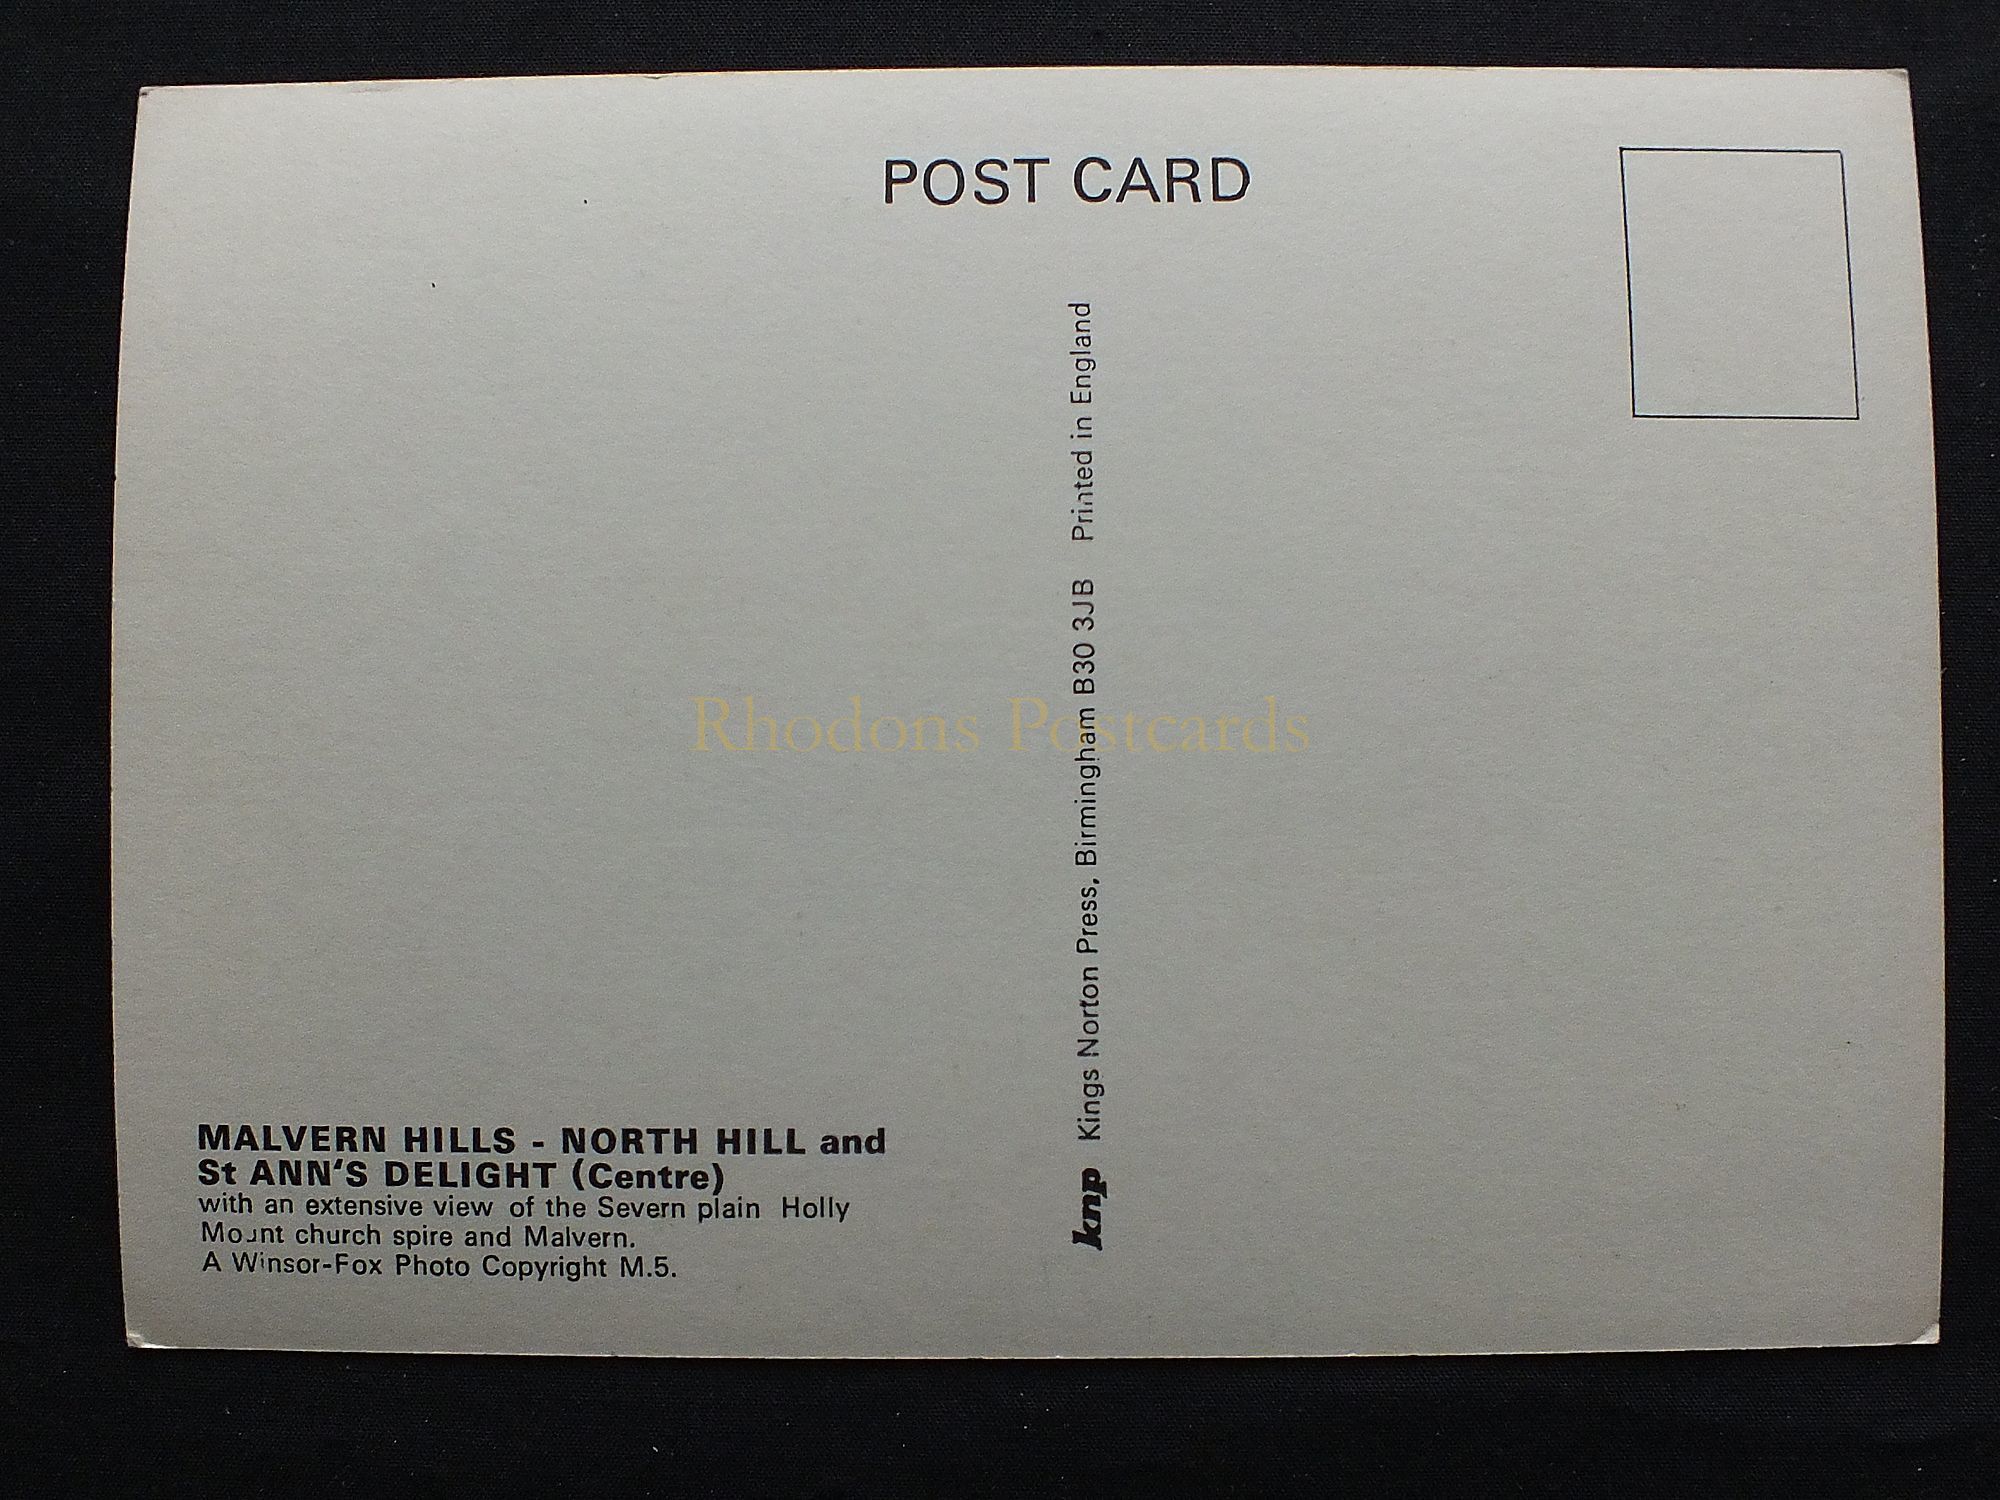 POST CARD
MALVERN HILLS - NORTH HILL and
St ANN'S DELIGHT (Centre)
with an extensive view of the Severn plain Holly
Mount church spire and Malvern.
A Winsor-Fox Photo Copyright M.5.
knp Kings Norton Press, Birmingham B30 3JB Printed in England
Rhodons Postcards